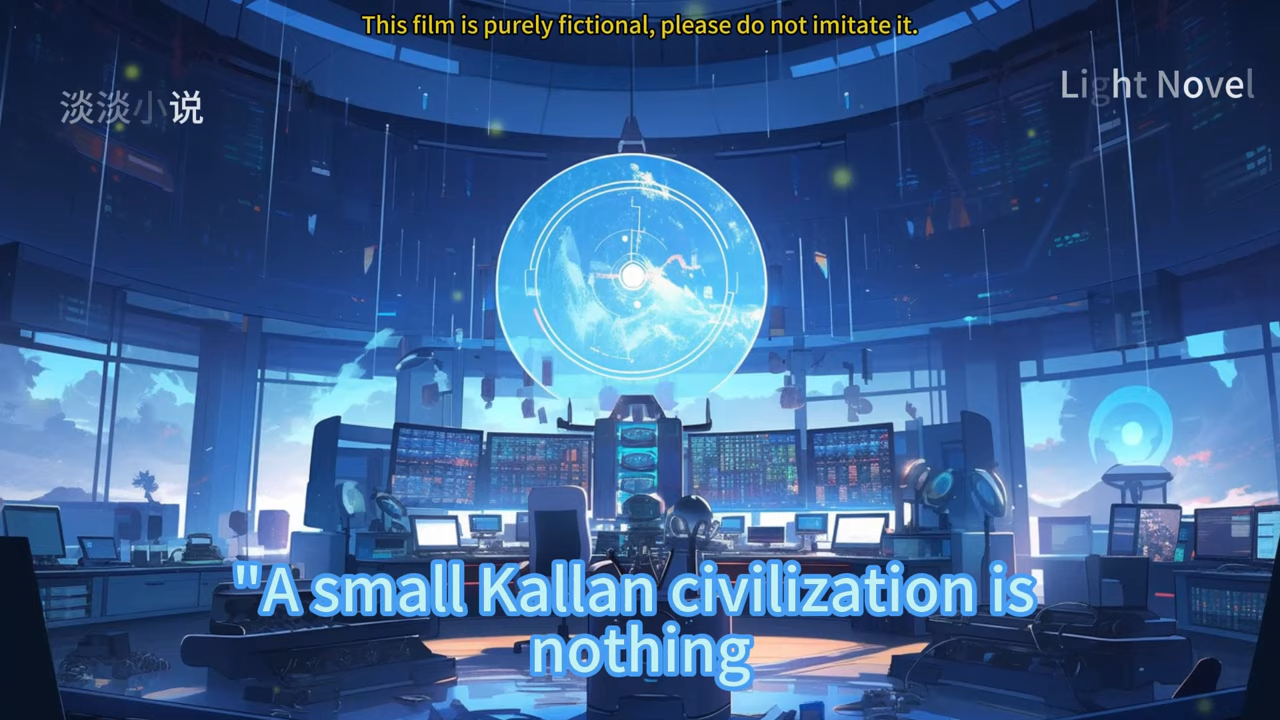 This film is purely fictional, please do not imitate it.
淡淡小说
Light Novel
"A small Kallan civilization is
nothing